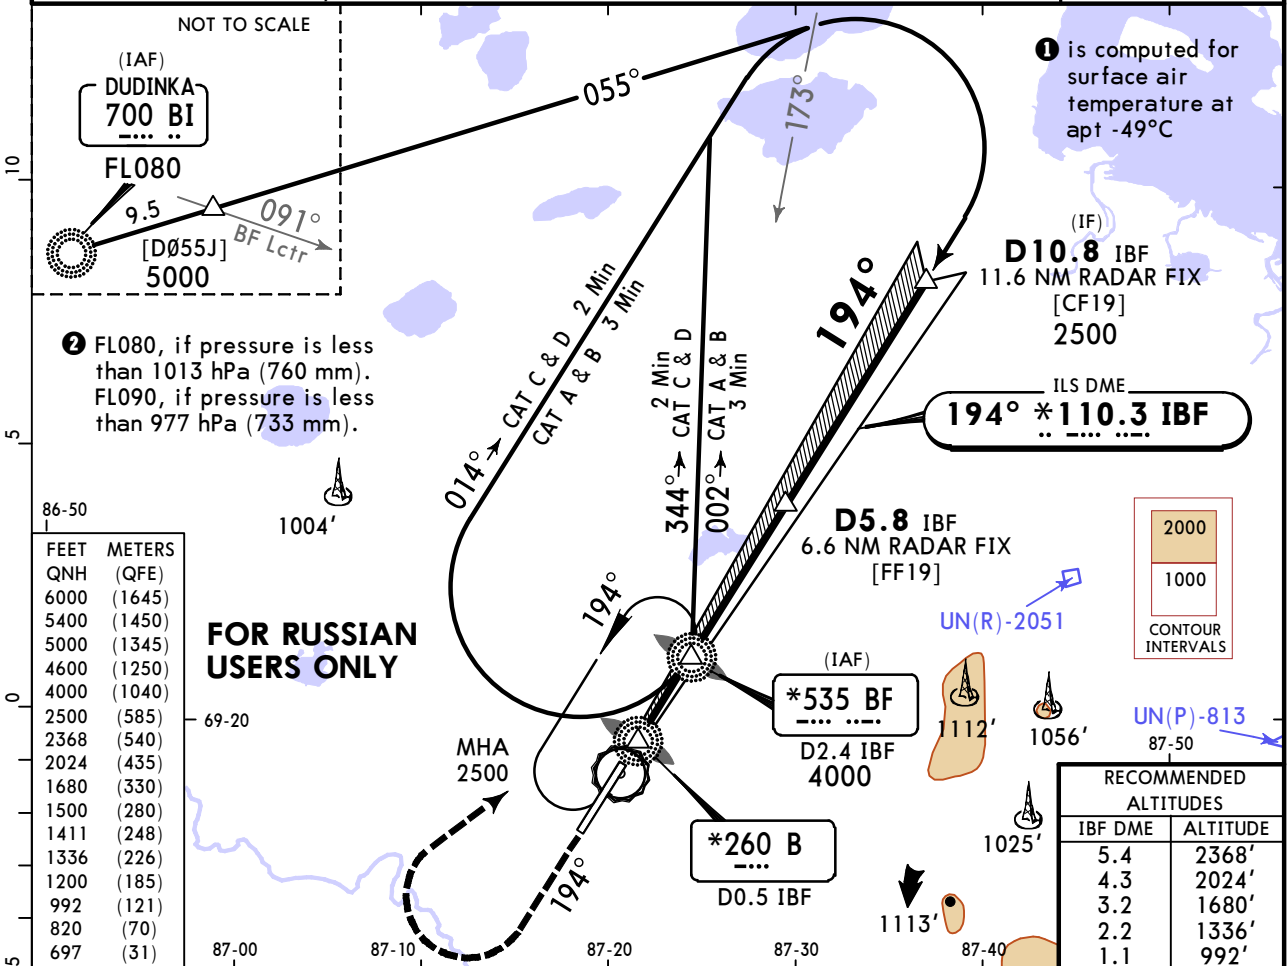 NOT TO SCALE
(IAF)
DUDINKA
700 BI
FL080
9.5
[DØ55J]
5000
091°
BF Lctr
055°
173°
❶ is computed for
surface air
temperature at
apt -49°C
❷ FL080, if pressure is less
than 1013 hPa (760 mm).
FL090, if pressure is less
than 977 hPa (733 mm).
10
5
0
5
(IF)
D10.8 IBF
11.6 NM RADAR FIX
[CF19]
2500
194°
ILS DME
194° *110.3 IBF
014° CAT C & D 2 Min
CAT A & B 3 Min
344° CAT C & D 2 Min
002° CAT A & B 3 Min
D5.8 IBF
6.6 NM RADAR FIX
[FF19]
2000
1000
CONTOUR
INTERVALS
UN(R)-2051
UN(P)-813
1004'
86-50
FEET METERS
QNH (QFE)
6000 (1645)
5400 (1450)
5000 (1345)
4600 (1250)
4000 (1040)
2500 (585)
2368 (540)
2024 (435)
1680 (330)
1500 (280)
1411 (248)
1336 (226)
1200 (185)
992 (121)
820 (70)
697 (31)
FOR RUSSIAN
USERS ONLY
69-20
194°
MHA
2500
(IAF)
*535 BF
D2.4 IBF
4000
*260 B
D0.5 IBF
194°
1112'
1056'
1025'
1113'
87-50
RECOMMENDED
ALTITUDES
IBF DME ALTITUDE
5.4 2368'
4.3 2024'
3.2 1680'
2.2 1336'
1.1 992'
87-00
87-10
87-20
87-30
87-40